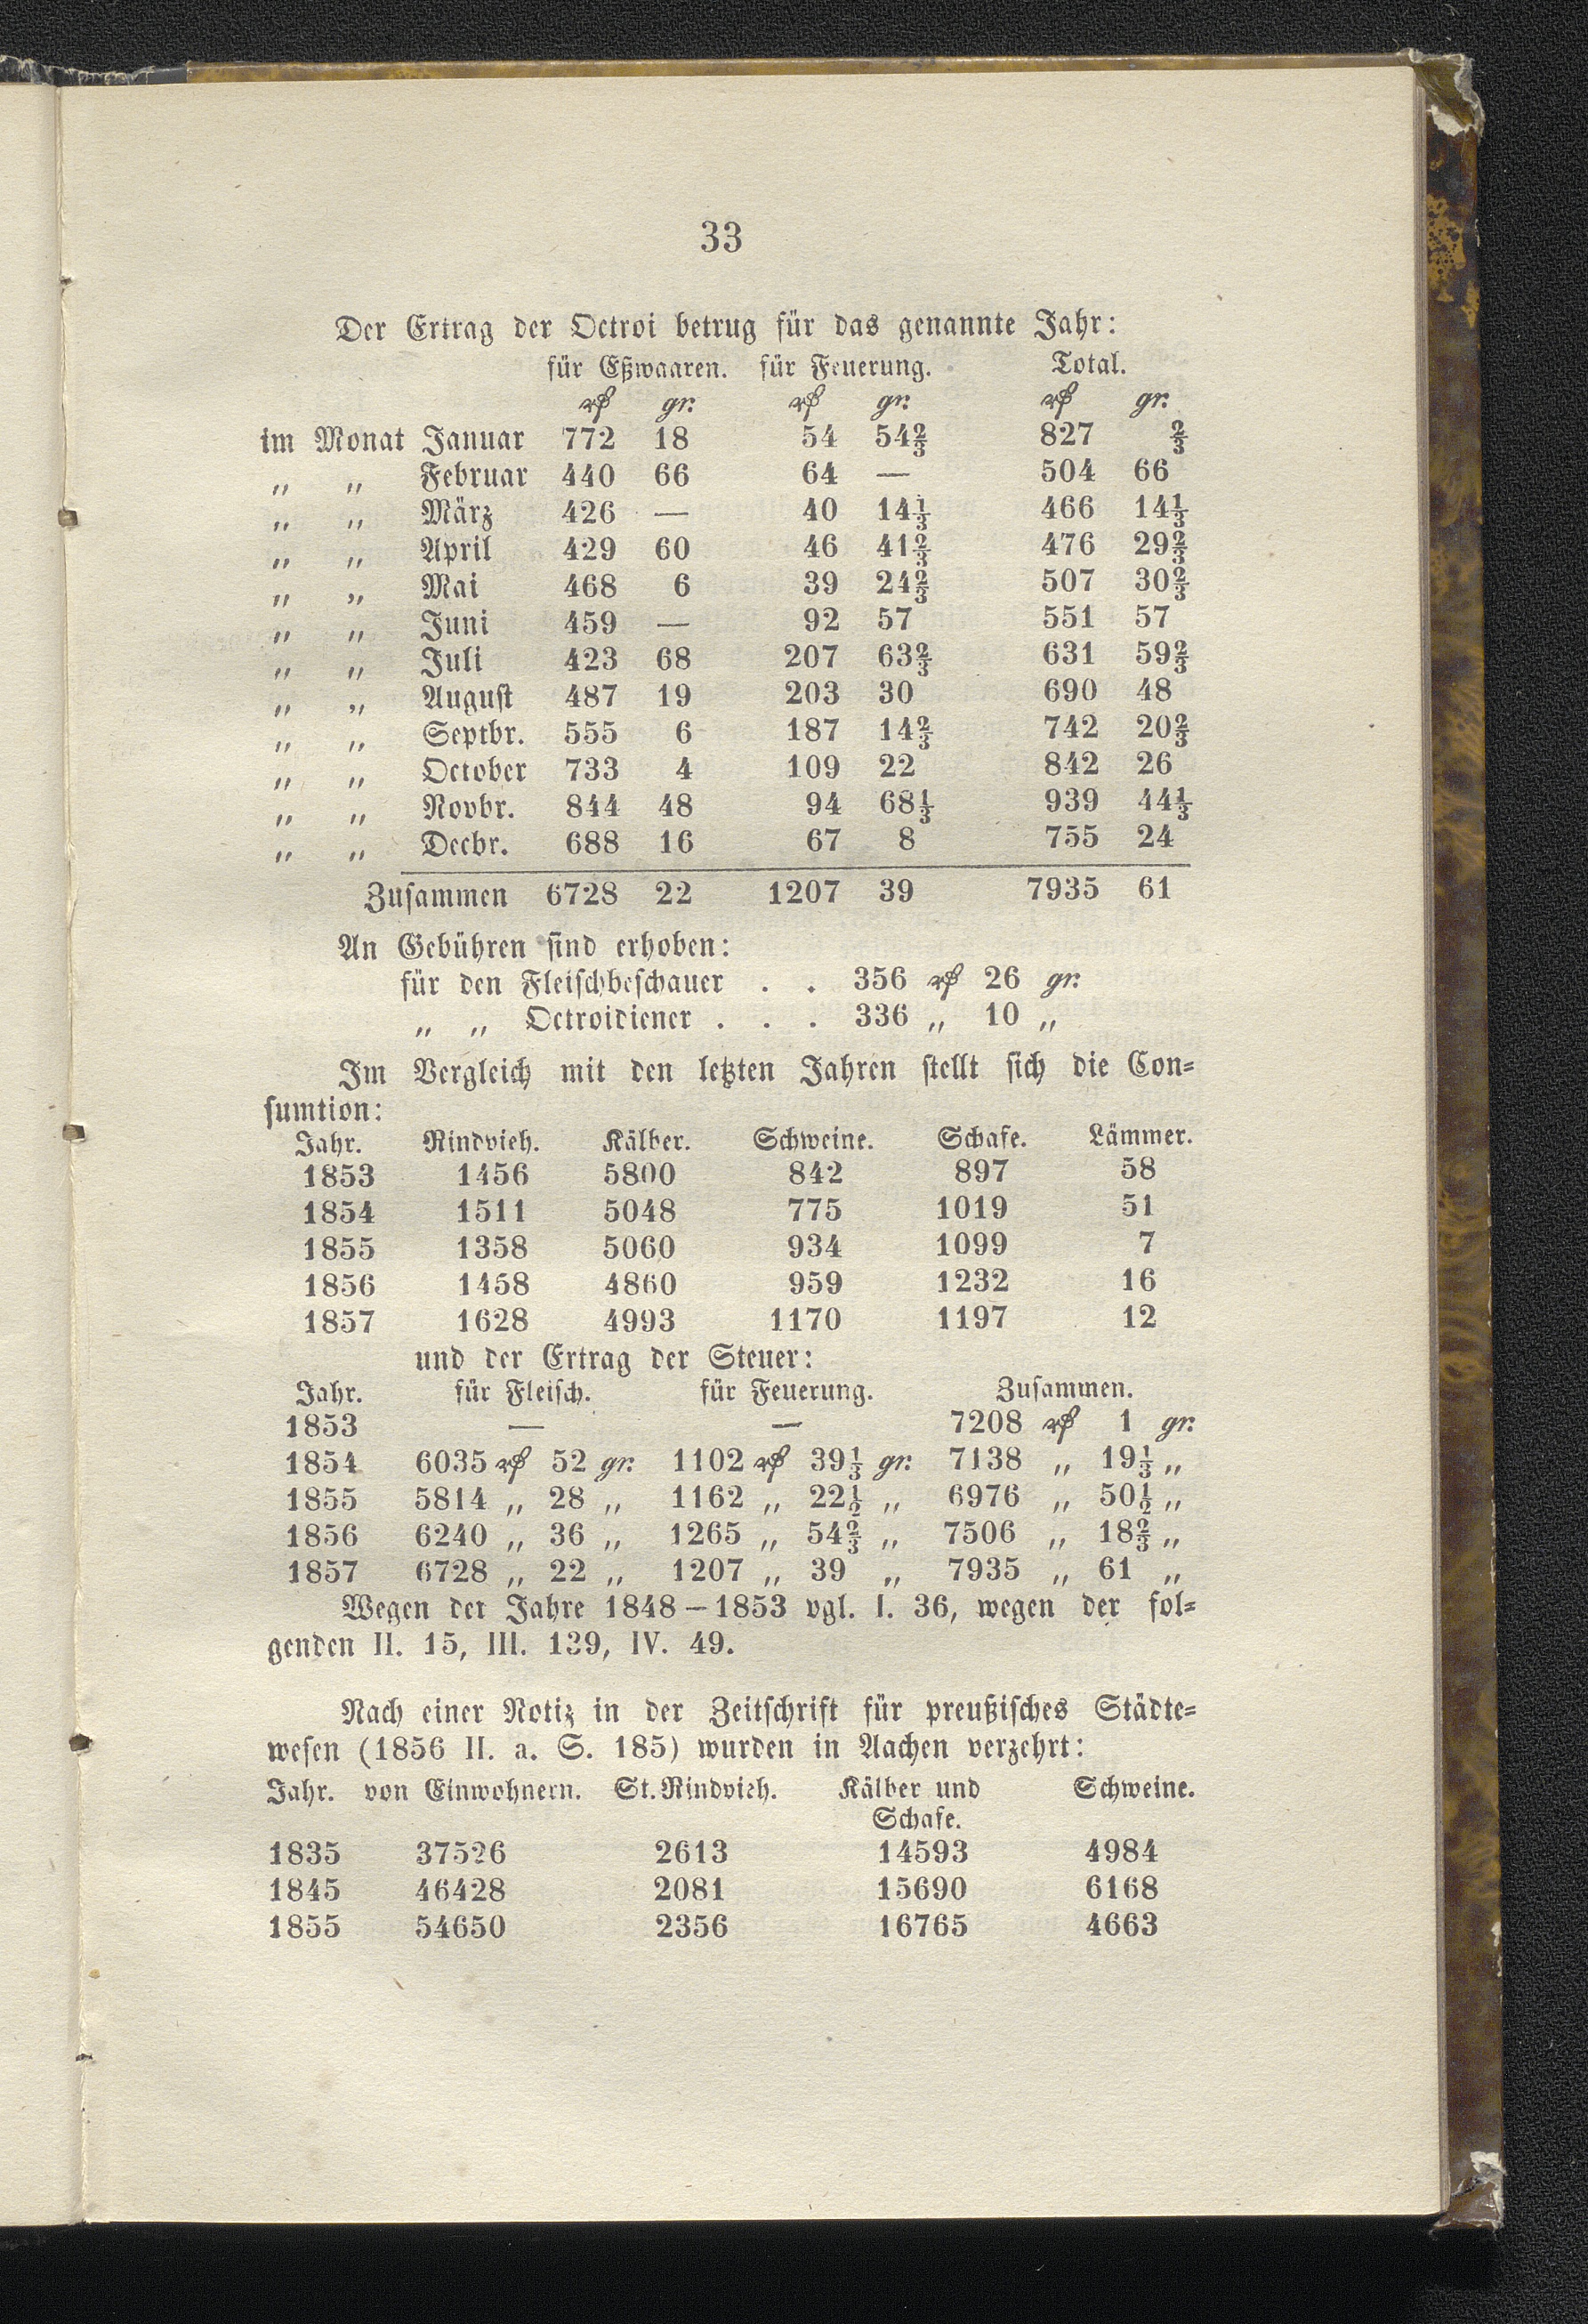 33
Der Ertrag der Octroi betrug für das genannte Jahr:
für Eßwaaren. für Feuerung. Total.
₰ gr. ₰ gr. ₰ gr.
im Monat Januar 772 18 54 54⅔ 827 ⅔
„ „ Februar 440 66 64 — 504 66
„ „ März 426 — 40 14⅓ 466 14⅓
„ „ April 429 60 46 41⅔ 476 29⅔
„ „ Mai 468 6 39 24⅔ 507 30⅔
„ „ Juni 459 — 92 57 551 57
„ „ Juli 423 68 207 63⅔ 631 59⅔
„ „ August 487 19 203 30 690 48
„ „ Septbr. 555 6 187 14⅔ 742 20⅔
„ „ October 733 4 109 22 842 26
„ „ Novbr. 844 48 94 68⅓ 939 44⅓
„ „ Decbr. 688 16 67 8 755 24
Zusammen 6728 22 1207 39 7935 61
An Gebühren sind erhoben:
für den Fleischbeschauer . . 356 ₰ 26 gr.
„ „ Octroidiener . . . 336 „ 10 „
Im Vergleich mit den letzten Jahren stellt sich die Con-
sumtion:
Jahr. Rindvieh. Kälber. Schweine. Schafe. Lämmer.
1853 1456 5800 842 897 58
1854 1511 5048 775 1019 51
1855 1358 5060 934 1099 7
1856 1458 4860 959 1232 16
1857 1628 4993 1170 1197 12
und der Ertrag der Steuer:
Jahr. für Fleisch. für Feuerung. Zusammen.
1853 — — 7208 ₰ 1 gr.
1854 6035 ₰ 52 gr. 1102 ₰ 39⅓ gr. 7138 „ 19⅓ „
1855 5814 „ 28 „ 1162 „ 22½ „ 6976 „ 50½ „
1856 6240 „ 36 „ 1265 „ 54⅔ „ 7506 „ 18⅔ „
1857 6728 „ 22 „ 1207 „ 39 „ 7935 „ 61 „
Wegen der Jahre 1848–1853 vgl. I. 36, wegen der fol-
genden II. 15, III. 139, IV. 49.
Nach einer Notiz in der Zeitschrift für preußisches Städte-
wesen (1856 II. a. S. 185) wurden in Aachen verzehrt:
Jahr. von Einwohnern. St. Rindvieh. Kälber und Schweine.
Schafe.
1835 37526 2613 14593 4984
1845 46428 2081 15690 6168
1855 54650 2356 16765 4663